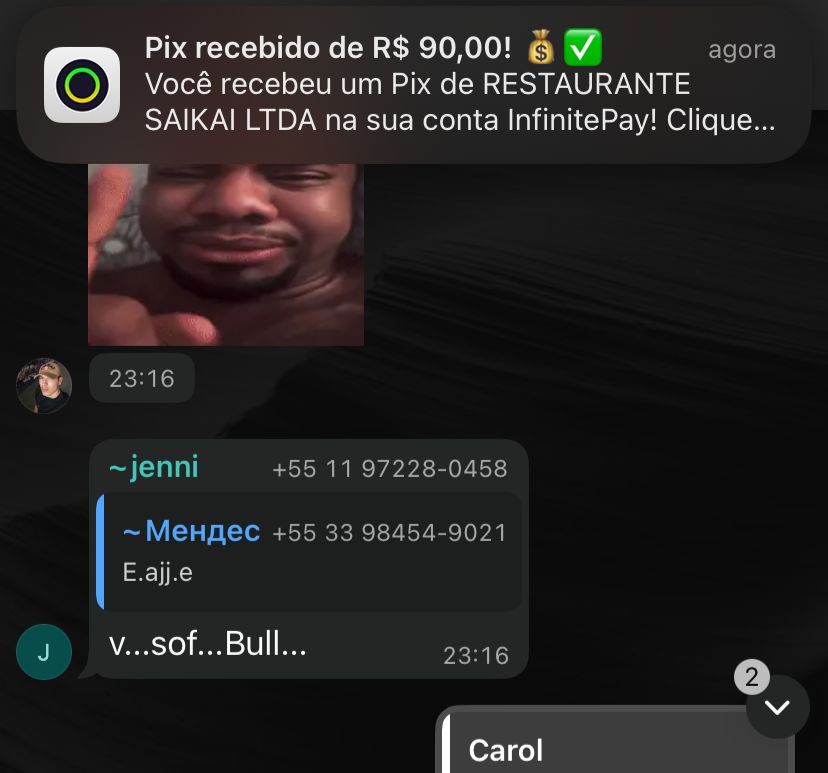 Pix recebido de R$ 90,00! 💰✅ agora
Você recebeu um Pix de RESTAURANTE
SAIKAI LTDA na sua conta InfinitePay! Clique...
23:16
~jenni +55 11 97228-0458
~Мендес +55 33 98454-9021
E.ajj.e
v...sof...Bull...
23:16
J
2
Carol